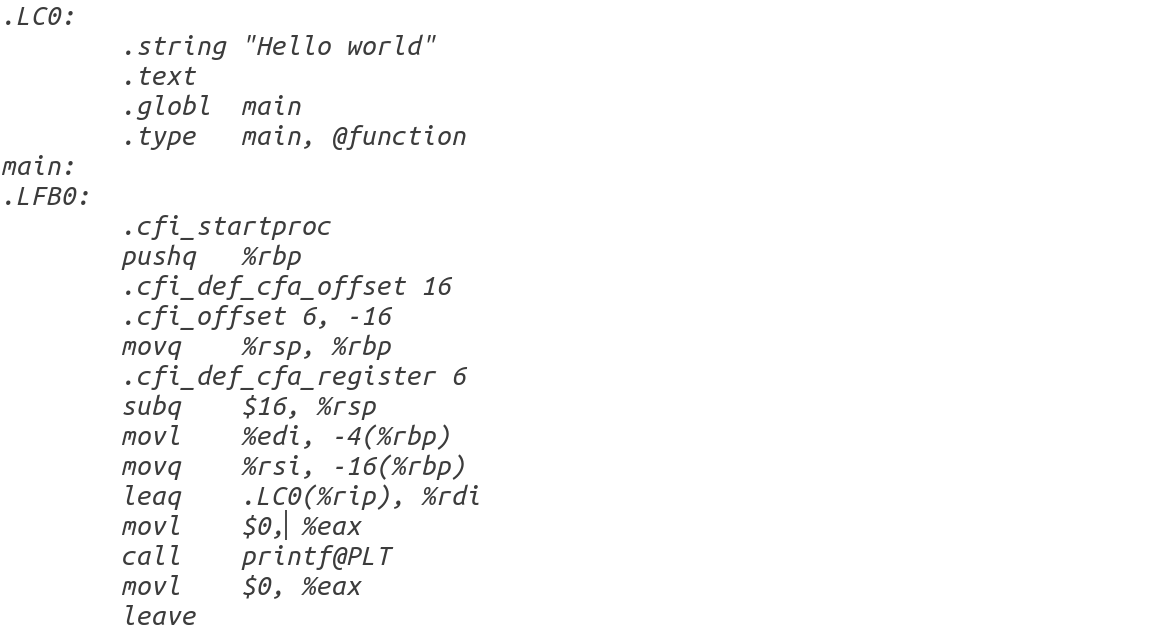 .LC0:
        .string "Hello world"
        .text
        .globl  main
        .type   main, @function
main:
.LFB0:
        .cfi_startproc
        pushq   %rbp
        .cfi_def_cfa_offset 16
        .cfi_offset 6, -16
        movq    %rsp, %rbp
        .cfi_def_cfa_register 6
        subq    $16, %rsp
        movl    %edi, -4(%rbp)
        movq    %rsi, -16(%rbp)
        leaq    .LC0(%rip), %rdi
        movl    $0, %eax
        call    printf@PLT
        movl    $0, %eax
        leave